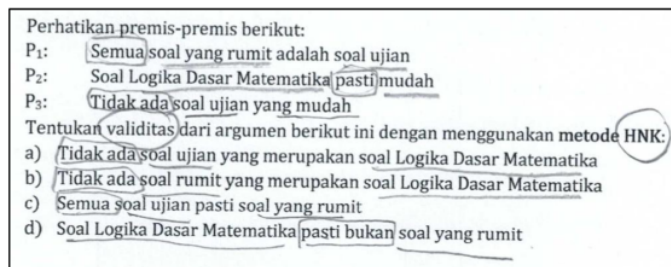 Perhatikan premis-premis berikut:
P₁: Semua soal yang rumit adalah soal ujian
P₂: Soal Logika Dasar Matematika pasti mudah
P₃: Tidak ada soal ujian yang mudah
Tentukan validitas dari argumen berikut ini dengan menggunakan metode HNK:
a) Tidak ada soal ujian yang merupakan soal Logika Dasar Matematika
b) Tidak ada soal rumit yang merupakan soal Logika Dasar Matematika
c) Semua soal ujian pasti soal yang rumit
d) Soal Logika Dasar Matematika pasti bukan soal yang rumit